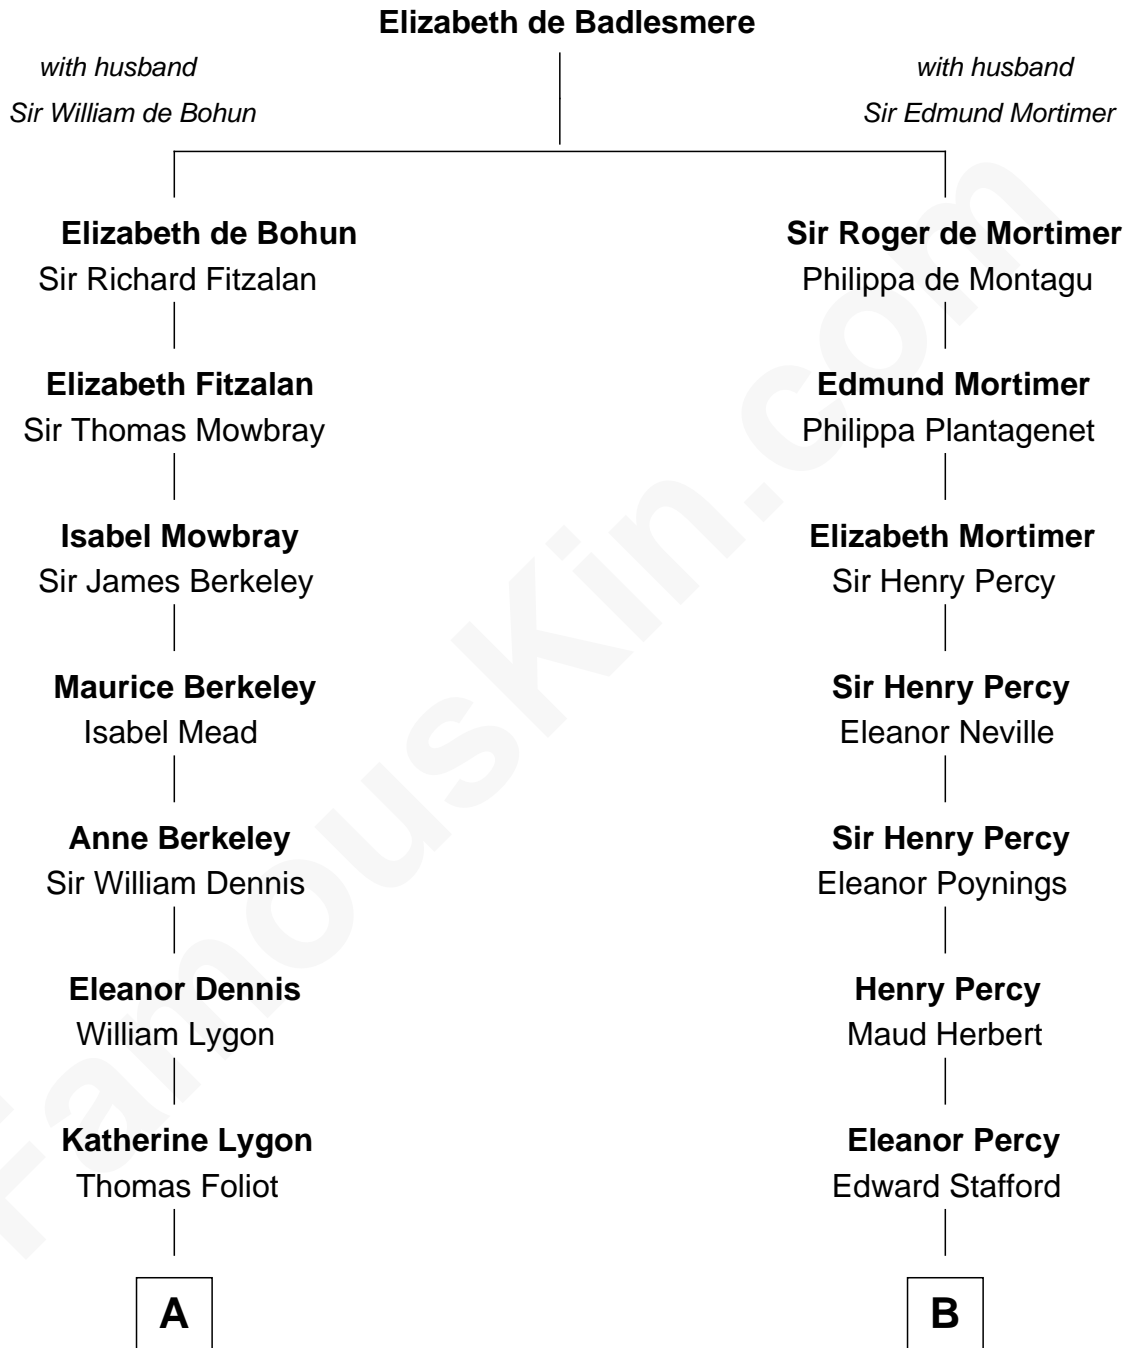 Elizabeth de Badlesmere
with husband
Sir William de Bohun
with husband
Sir Edmund Mortimer
Elizabeth de Bohun
Sir Richard Fitzalan
Sir Roger de Mortimer
Philippa de Montagu
Elizabeth Fitzalan
Sir Thomas Mowbray
Edmund Mortimer
Philippa Plantagenet
Isabel Mowbray
Sir James Berkeley
Elizabeth Mortimer
Sir Henry Percy
Maurice Berkeley
Isabel Mead
Sir Henry Percy
Eleanor Neville
Anne Berkeley
Sir William Dennis
Sir Henry Percy
Eleanor Poynings
Eleanor Dennis
William Lygon
Henry Percy
Maud Herbert
Katherine Lygon
Thomas Foliot
Eleanor Percy
Edward Stafford
A
B
FamousKin.com